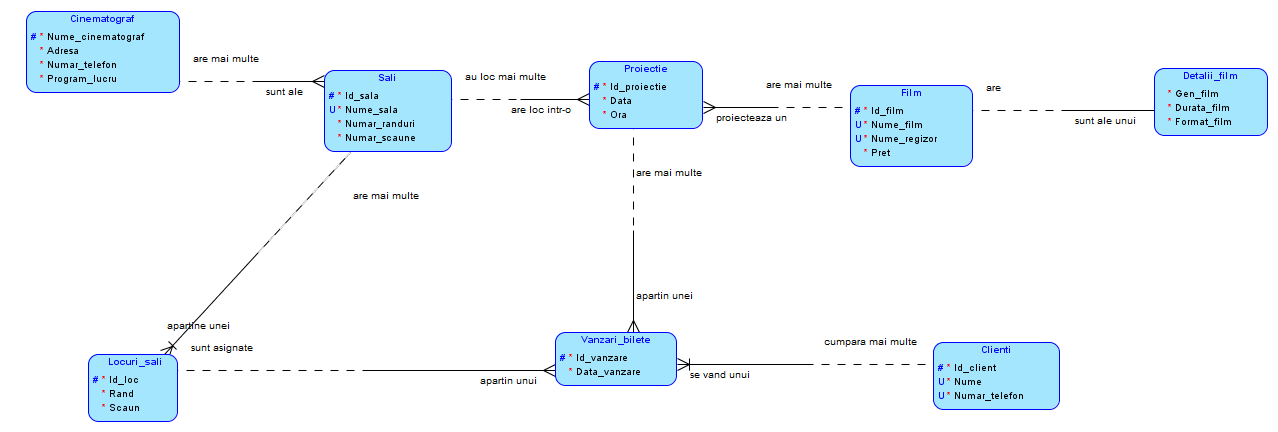 Cinematograf
# * Nume_cinematograf
* Adresa
* Numar_telefon
* Program_lucru
are mai multe
sunt ale
Sali
# * Id_sala
U * Nume_sala
* Numar_randuri
* Numar_scaune
au loc mai multe
are loc intr-o
Proiectie
# * Id_proiectie
* Data
* Ora
are mai multe
proiecteaza un
Film
# * Id_film
U * Nume_film
U * Nume_regizor
* Pret
are
sunt ale unui
Detalii_film
* Gen_film
* Durata_film
* Format_film
are mai multe
apartine unei
are mai multe
apartin unei
Locuri_sali
# * Id_loc
* Rand
* Scaun
sunt asignate
apartin unui
Vanzari_bilete
# * Id_vanzare
* Data_vanzare
cumpara mai multe
se vand unui
Clienti
# * Id_client
U * Nume
U * Numar_telefon